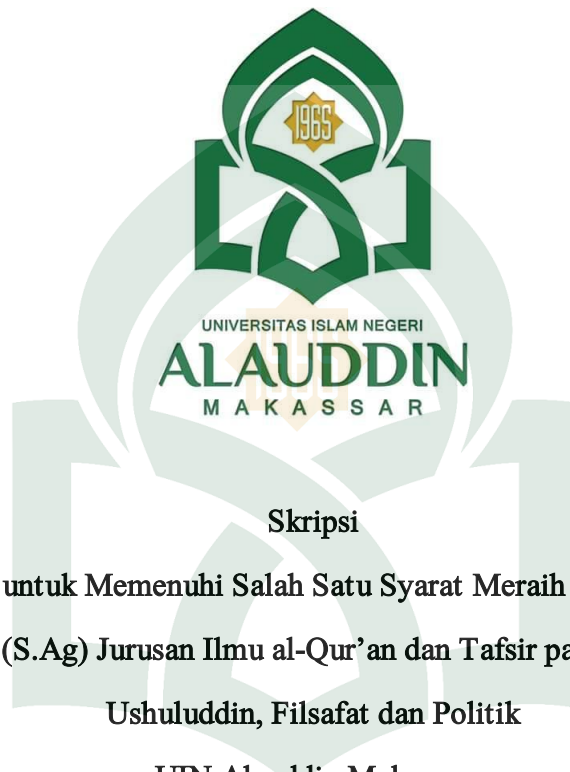 1965
UNIVERSITAS ISLAM NEGERI
ALAUDDIN
MAKASSAR
Skripsi
untuk Memenuhi Salah Satu Syarat Meraih
(S.Ag) Jurusan Ilmu al-Qur’an dan Tafsir pa
Ushuluddin, Filsafat dan Politik